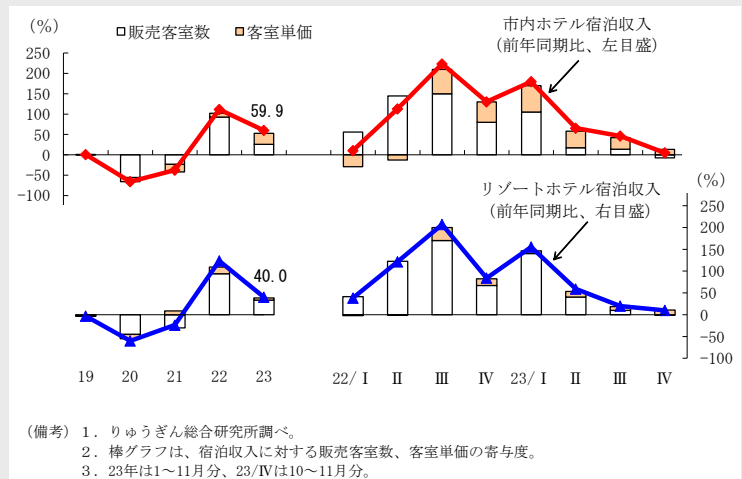 (%)
□販売客室数 □客室単価
市内ホテル宿泊収入
(前年同期比、左目盛)
250
200
150
100
50
0
-50
-100
59.9
リゾートホテル宿泊収入
(前年同期比、右目盛)
(%)
250
200
150
100
50
0
-50
-100
40.0
19 20 21 22 23 22/Ⅰ Ⅱ Ⅲ Ⅳ 23/Ⅰ Ⅱ Ⅲ Ⅳ
(備考) 1. りゅうぎん総合研究所調べ。
2. 棒グラフは、宿泊収入に対する販売客室数、客室単価の寄与度。
3. 23年は1~11月分、23/Ⅳは10~11月分。